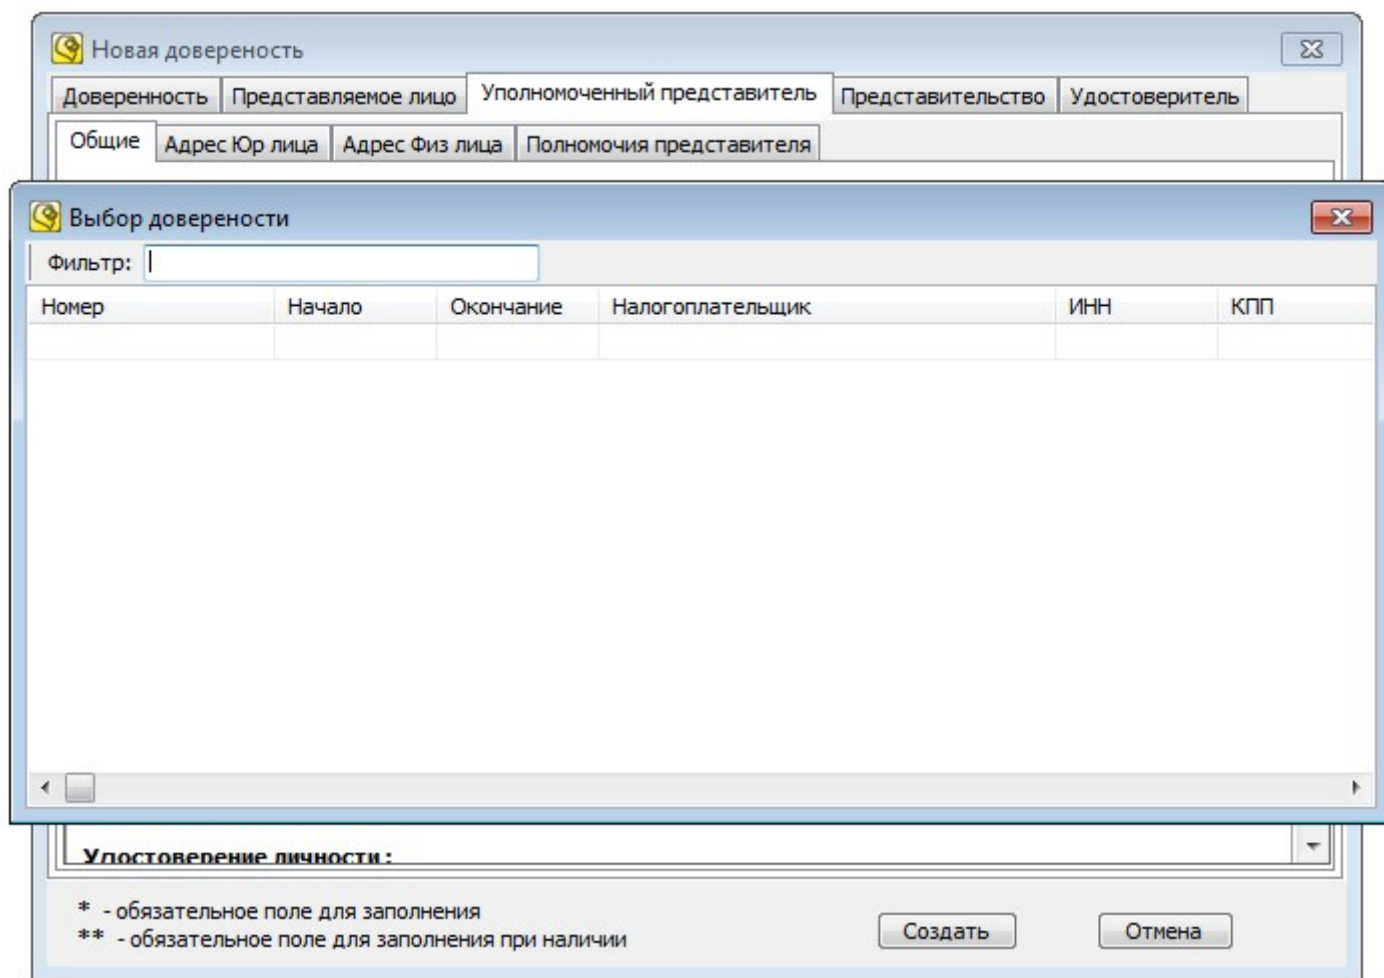 Новая довереность
Доверенность Представляемое лицо Уполномоченный представитель Представительство Удостоверитель
Общие Адрес Юр лица Адрес Физ лица Полномочия представителя
Выбор доверености
Фильтр:
Номер Начало Окончание Налогоплательщик ИНН КПП
Удостоверение личности:
* - обязательное поле для заполнения
** - обязательное поле для заполнения при наличии
Создать Отмена